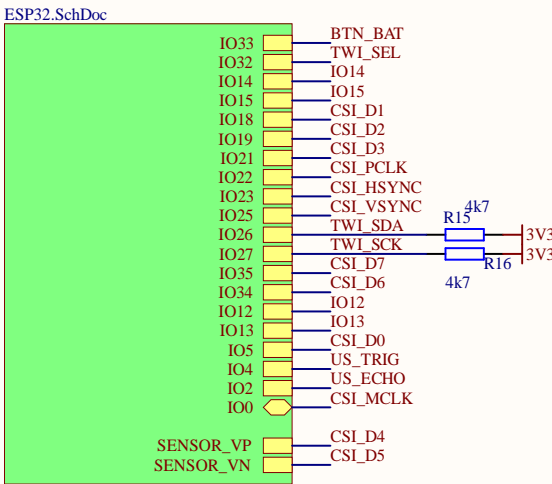 ESP32.SchDoc
IO33 BTN_BAT
IO32 TWI_SEL
IO14 IO14
IO15 IO15
IO18 CSI_D1
IO19 CSI_D2
IO21 CSI_D3
IO22 CSI_PCLK
IO23 CSI_HSYNC
IO25 CSI_VSYNC R15 4k7
IO26 TWI_SDA 3V3
IO27 TWI_SCK R16 3V3
IO35 CSI_D7 4k7
IO34 CSI_D6
IO12 IO12
IO13 IO13
IO5 CSI_D0
IO4 US_TRIG
IO2 US_ECHO
IO0 CSI_MCLK
SENSOR_VP CSI_D4
SENSOR_VN CSI_D5